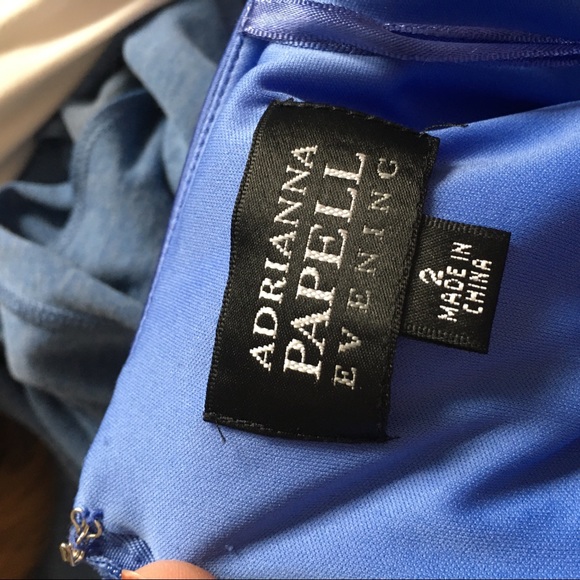 ADRIANNA
PAPELL
EVENING
2
MADE IN
CHINA